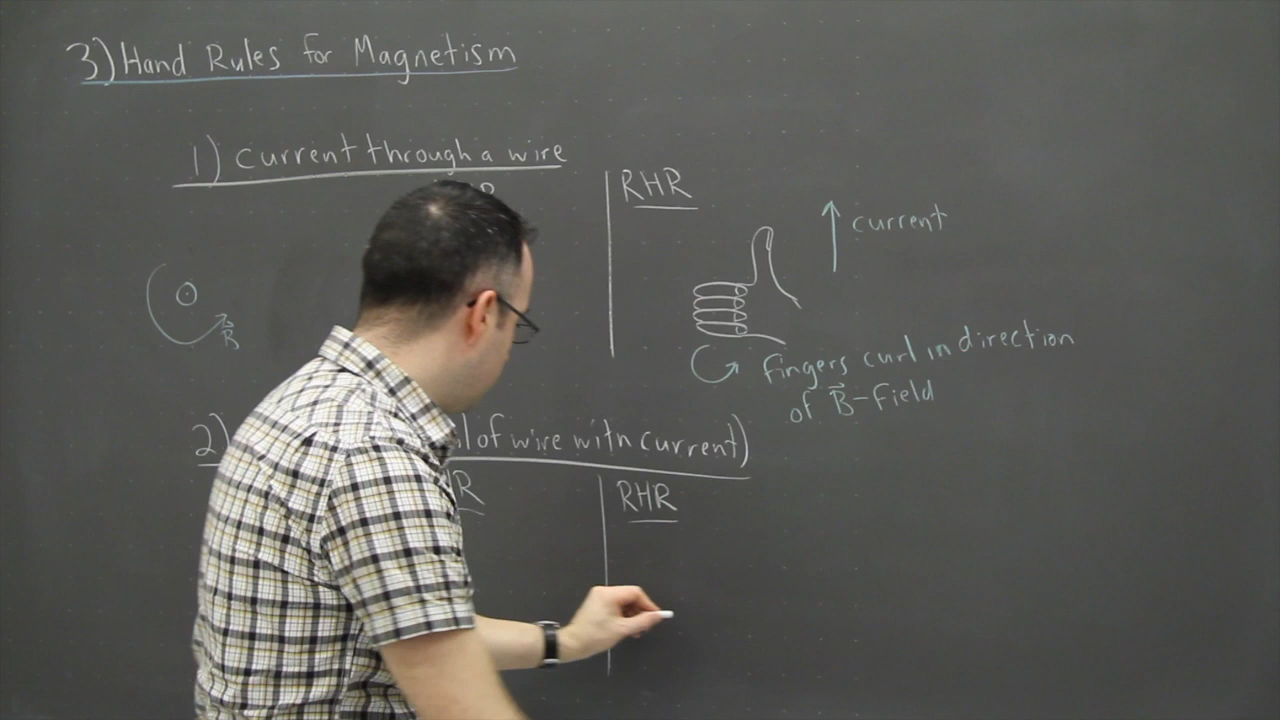 3) Hand Rules for Magnetism
1) Current through a wire
RHR
current
B
fingers curl in direction
of B-field
2) of wire with current)
RHR